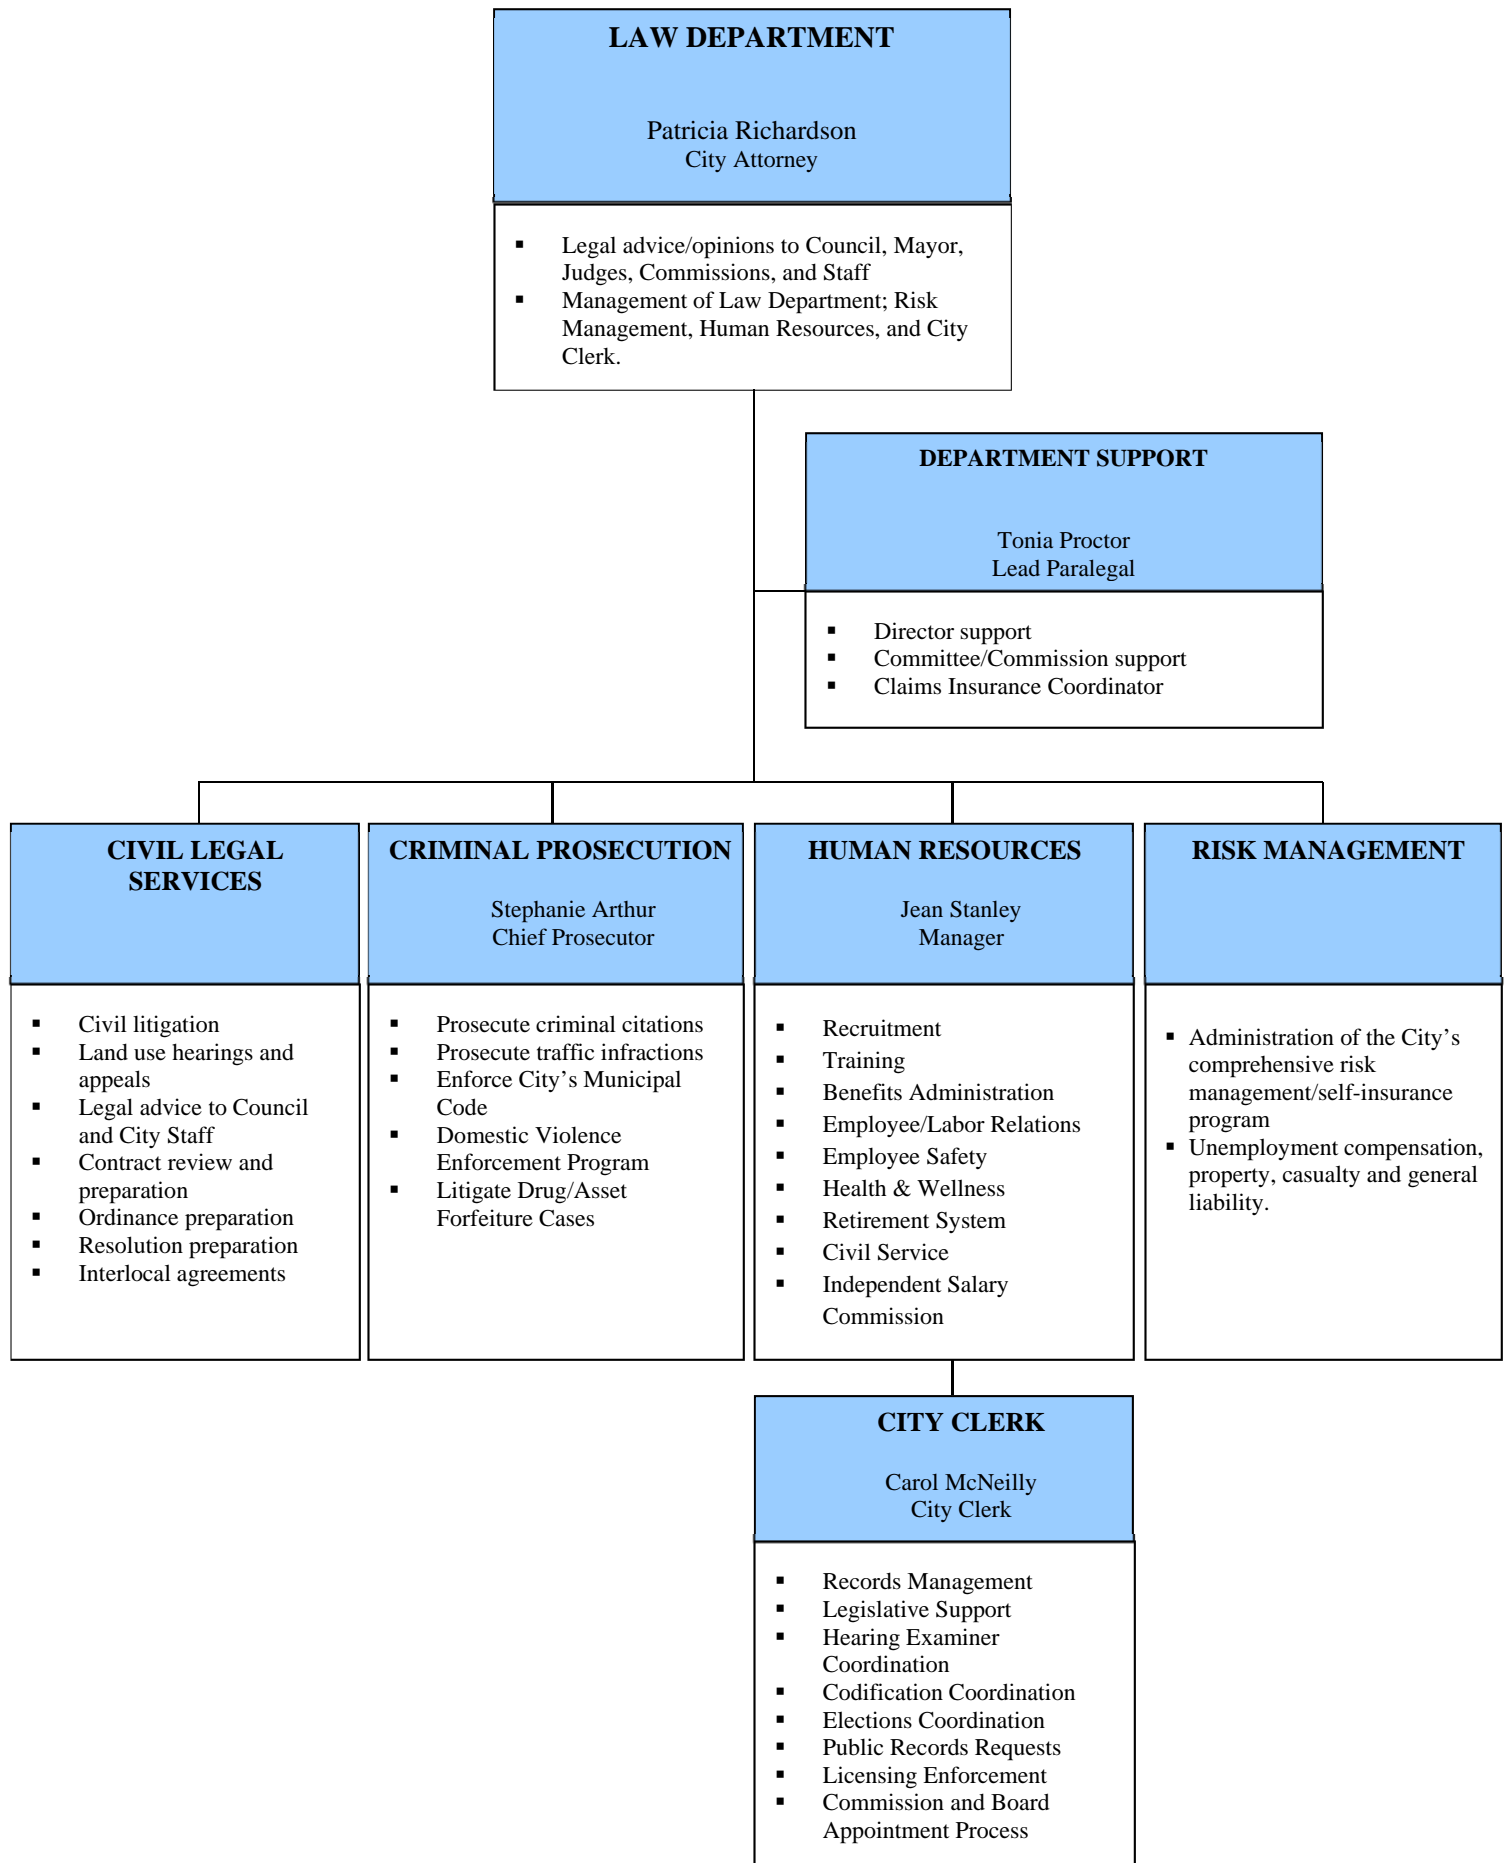 LAW DEPARTMENT
Patricia Richardson
City Attorney
▪ Legal advice/opinions to Council, Mayor,
Judges, Commissions, and Staff
▪ Management of Law Department; Risk
Management, Human Resources, and City
Clerk.
DEPARTMENT SUPPORT
Tonia Proctor
Lead Paralegal
▪ Director support
▪ Committee/Commission support
▪ Claims Insurance Coordinator
CIVIL LEGAL
SERVICES
▪ Civil litigation
▪ Land use hearings and
appeals
▪ Legal advice to Council
and City Staff
▪ Contract review and
preparation
▪ Ordinance preparation
▪ Resolution preparation
▪ Interlocal agreements
CRIMINAL PROSECUTION
Stephanie Arthur
Chief Prosecutor
▪ Prosecute criminal citations
▪ Prosecute traffic infractions
▪ Enforce City’s Municipal
Code
▪ Domestic Violence
Enforcement Program
▪ Litigate Drug/Asset
Forfeiture Cases
HUMAN RESOURCES
Jean Stanley
Manager
▪ Recruitment
▪ Training
▪ Benefits Administration
▪ Employee/Labor Relations
▪ Employee Safety
▪ Health & Wellness
▪ Retirement System
▪ Civil Service
▪ Independent Salary
Commission
RISK MANAGEMENT
▪ Administration of the City’s
comprehensive risk
management/self-insurance
program
▪ Unemployment compensation,
property, casualty and general
liability.
CITY CLERK
Carol McNeilly
City Clerk
▪ Records Management
▪ Legislative Support
▪ Hearing Examiner
Coordination
▪ Codification Coordination
▪ Elections Coordination
▪ Public Records Requests
▪ Licensing Enforcement
▪ Commission and Board
Appointment Process